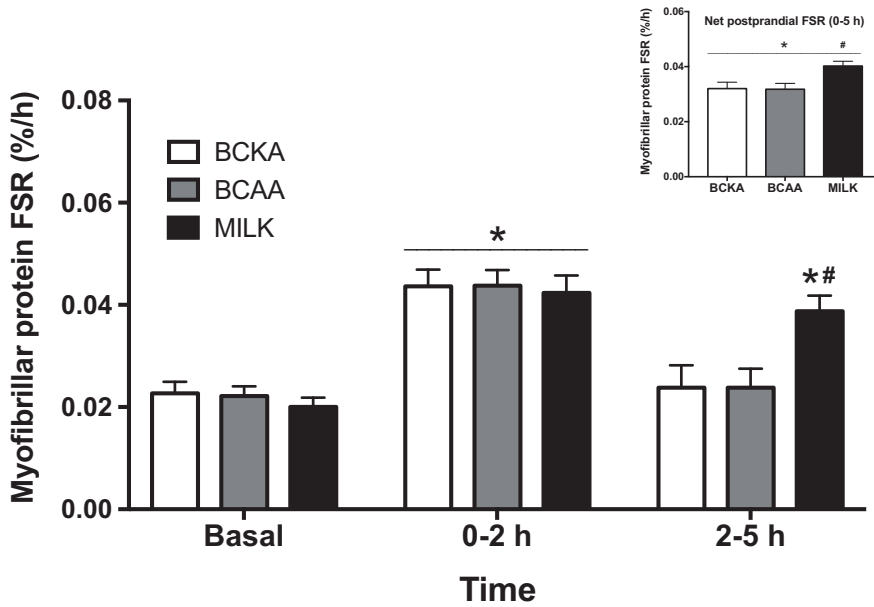 Net postprandial FSR (0-5 h)
Myofibrillar protein FSR (%/h)
0.06
0.04
0.02
0.00
*
#
BCKA
BCAA
MILK
Myofibrillar protein FSR (%/h)
0.08
0.06
0.04
0.02
0.00
BCKA
BCAA
MILK
*
*#
Basal
0-2 h
2-5 h
Time